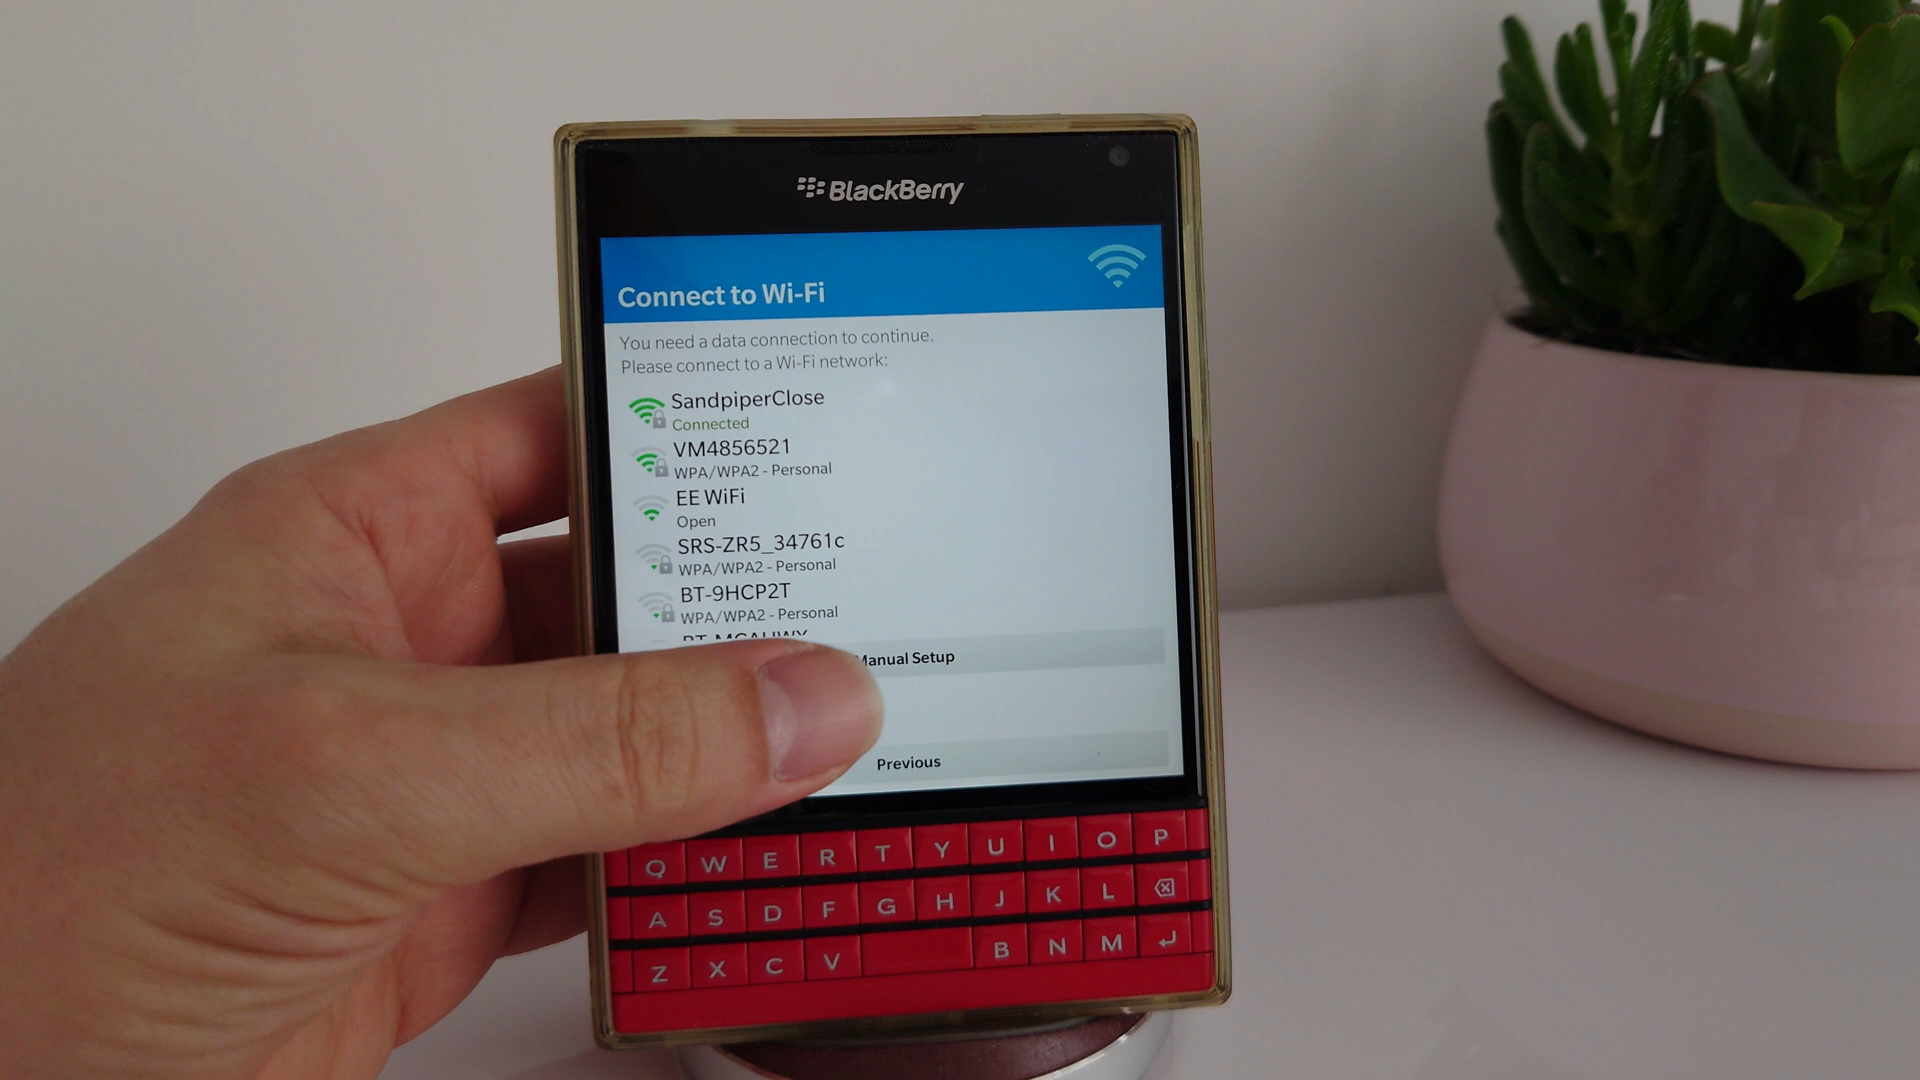 BlackBerry
Connect to Wi-Fi
You need a data connection to continue.
Please connect to a Wi-Fi network:
SandpiperClose
Connected
VM4856521
WPA/WPA2 - Personal
EE WiFi
Open
SRS-ZR5_34761c
WPA/WPA2 - Personal
BT-9HCP2T
WPA/WPA2 - Personal
Manual Setup
Previous
Q W E R T Y U I O P
A S D F G H J K L
Z X C V B N M